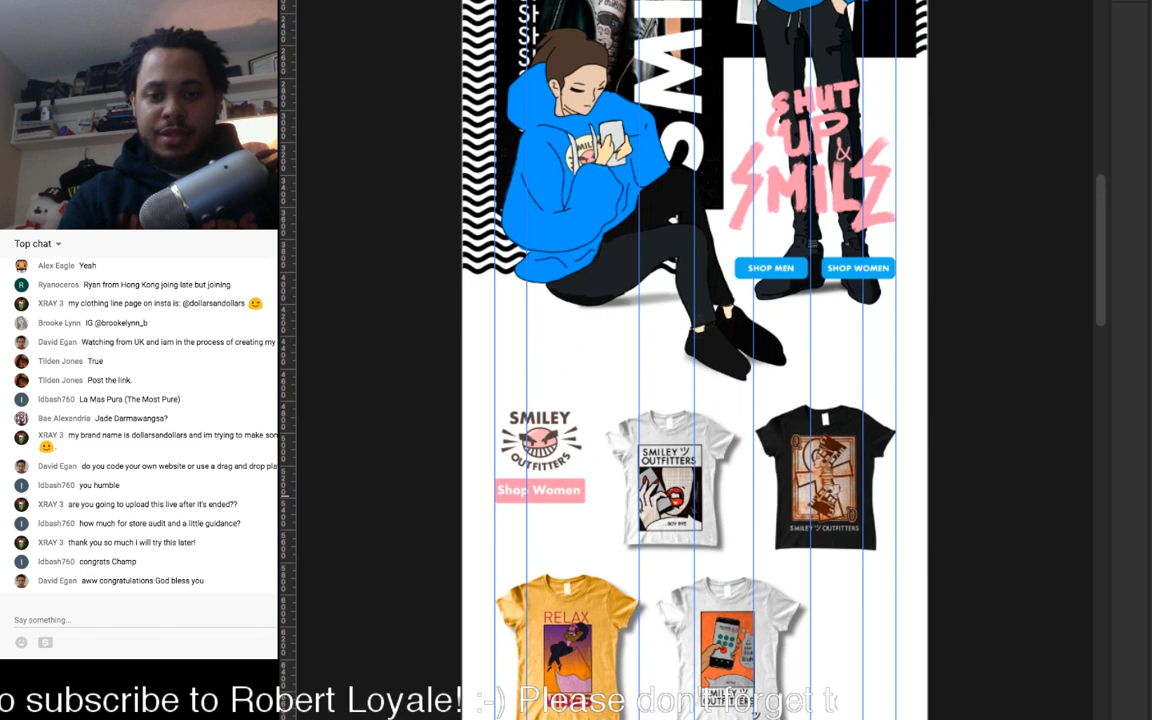 Top chat
Alex Eagle Yeah
Ryanoceros Ryan from Hong Kong joing late but joining
XRAY 3 my clothing line page on insta is: @dollarsandollars
Brooke Lynn IG @brookelynn_b
David Egan Watching from UK and iam in the process of creating my
Tilden Jones True
Tilden Jones Post the link.
Idbash760 La Mas Pura (The Most Pure)
Bae Alexandria Jade Darmawangsa?
XRAY 3 my brand name is dollarsandollars and im trying to make son
David Egan do you code your own website or use a drag and drop pla
Idbash760 you humble
XRAY 3 are you going to upload this live after it's ended??
Idbash760 how much for store audit and a little guidance?
XRAY 3 thank you so much i will try this later!
Idbash760 congrats Champ
David Egan aww congratulations God bless you
Say something...
SHUT
UP
&
SMILE
SHOP MEN
SHOP WOMEN
SMILEY
OUTFITTERS
Shop Women
SMILEY ツ
OUTFITTERS
...BOY BYE
SMILEY ツ OUTFITTERS
RELAX
SMILEY
OUTFITTERS
o subscribe to Robert Loyale! :-) Please don't forget to